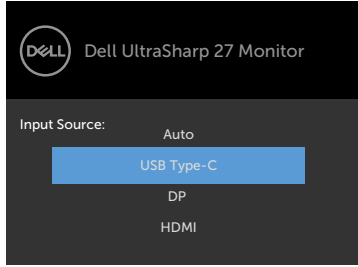 DELL
Dell UltraSharp 27 Monitor
Input Source:
Auto
USB Type-C
DP
HDMI